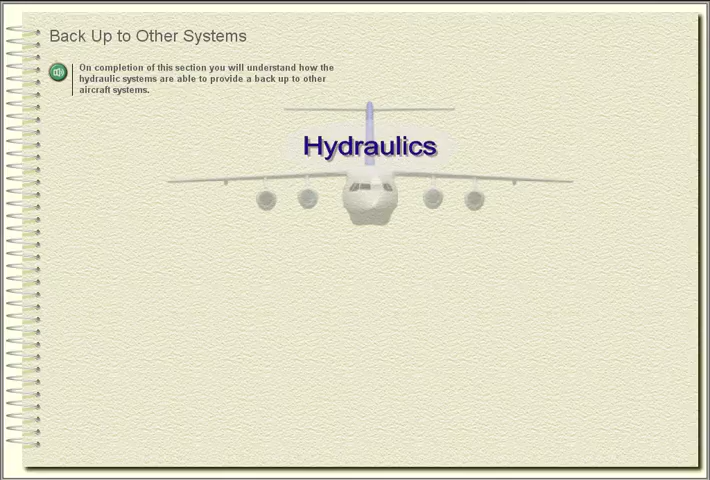 Back Up to Other Systems
On completion of this section you will understand how the
hydraulic systems are able to provide a back up to other
aircraft systems.
Hydraulics